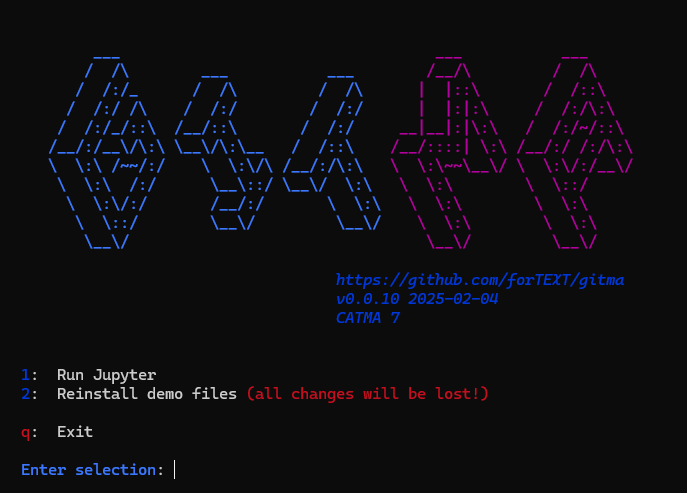 GitMA
https://github.com/forTEXT/gitma
v0.0.10 2025-02-04
CATMA 7
1: Run Jupyter
2: Reinstall demo files (all changes will be lost!)
q: Exit
Enter selection: